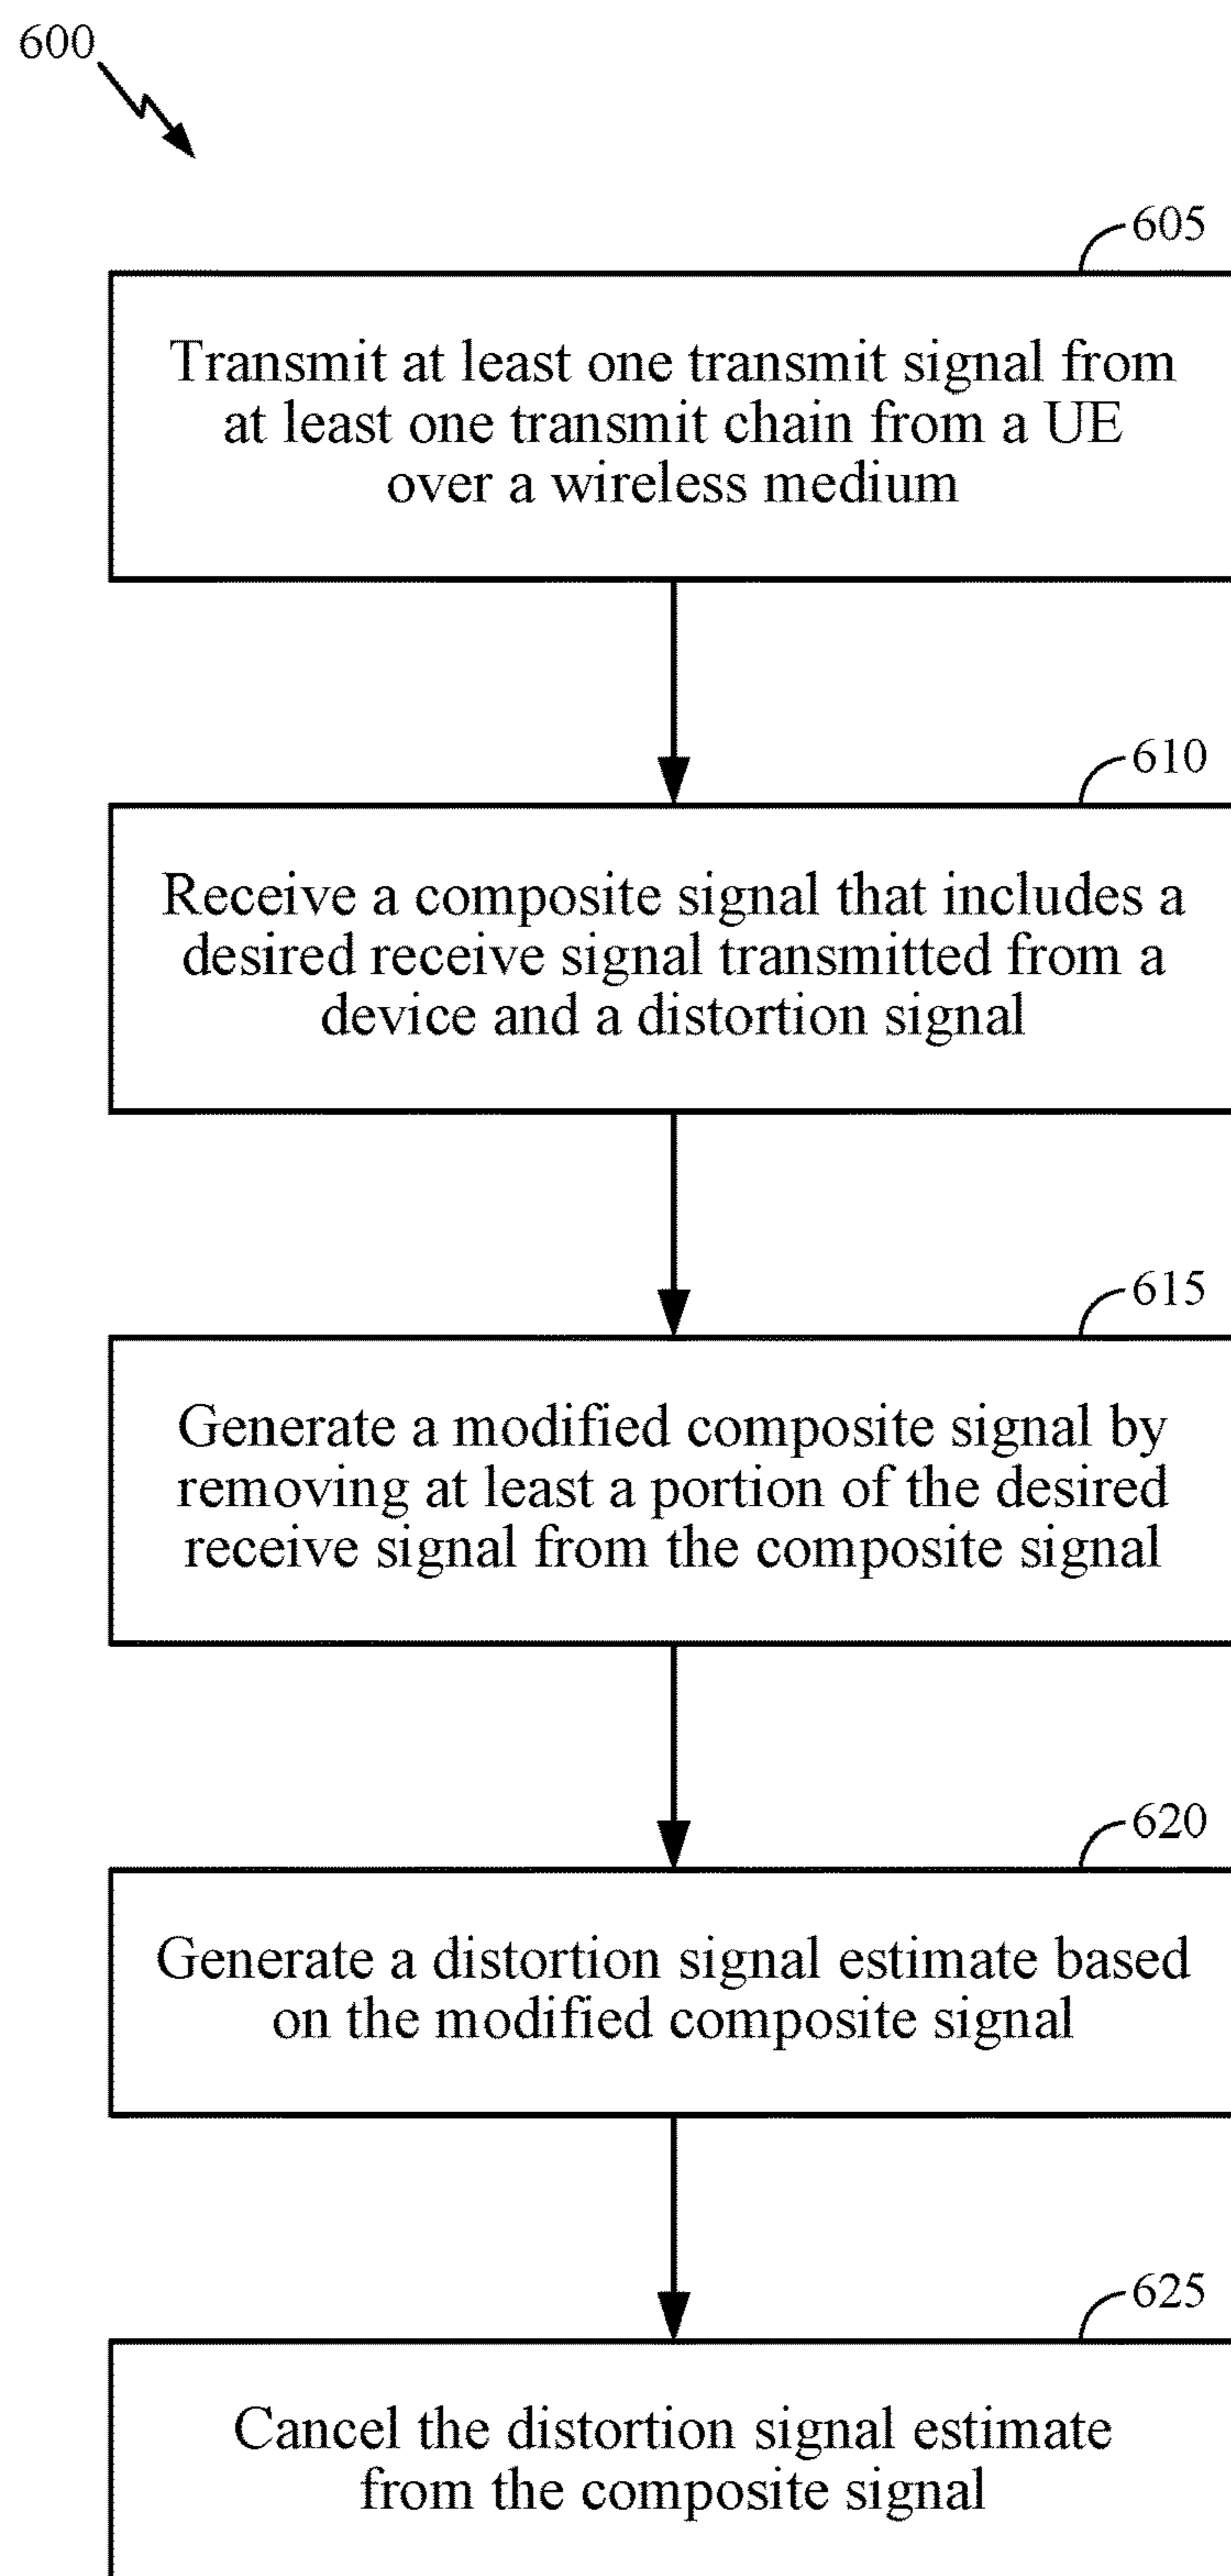 600
605
Transmit at least one transmit signal from
at least one transmit chain from a UE
over a wireless medium
610
Receive a composite signal that includes a
desired receive signal transmitted from a
device and a distortion signal
615
Generate a modified composite signal by
removing at least a portion of the desired
receive signal from the composite signal
620
Generate a distortion signal estimate based
on the modified composite signal
625
Cancel the distortion signal estimate
from the composite signal